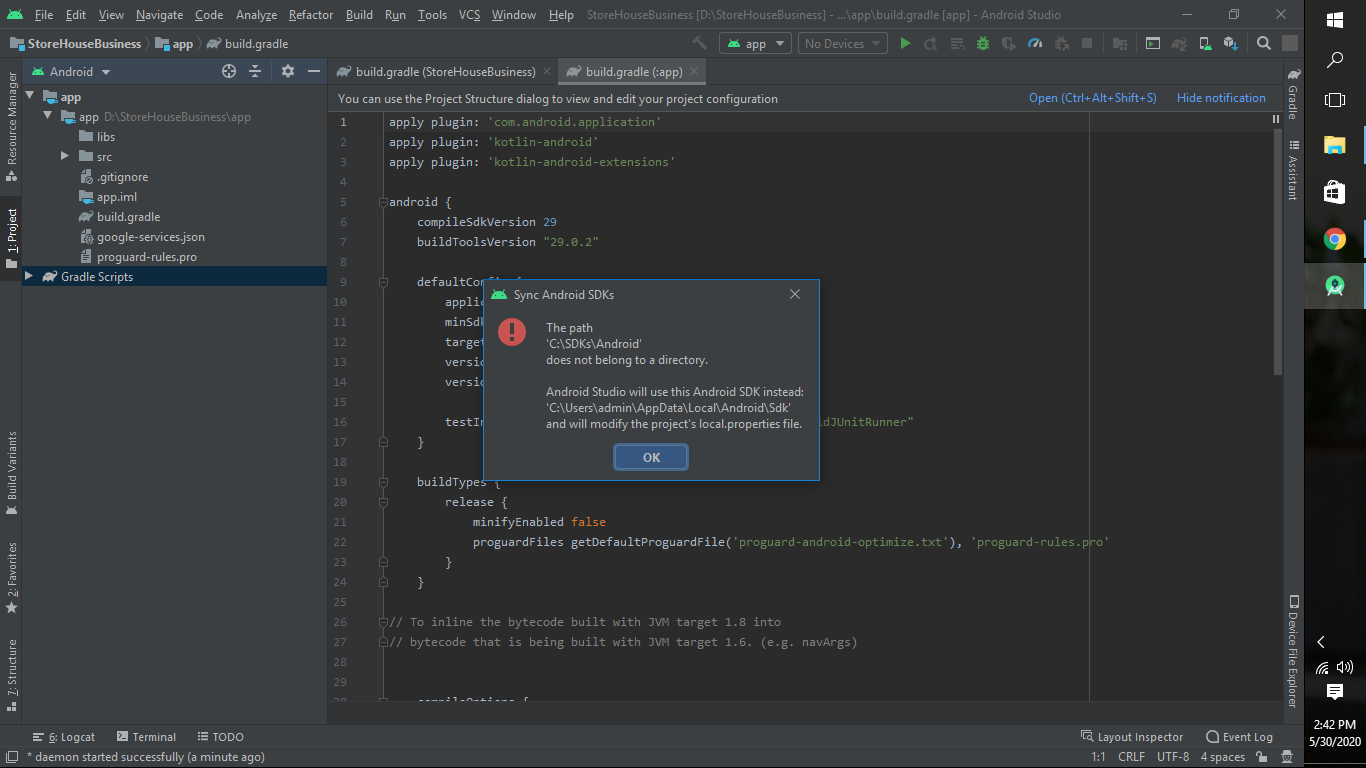 File Edit View Navigate Code Analyze Refactor Build Run Tools VCS Window Help StoreHouseBusiness [D:\StoreHouseBusiness] - ...\app\build.gradle [app] - Android Studio
StoreHouseBusiness app build.gradle
app
No Devices
Android
build.gradle (StoreHouseBusiness)
build.gradle (:app)
You can use the Project Structure dialog to view and edit your project configuration
Open (Ctrl+Alt+Shift+S) Hide notification
Resource Manager
1: Project
Build Variants
2: Favorites
7: Structure
app
app D:\StoreHouseBusiness\app
libs
src
.gitignore
app.iml
build.gradle
google-services.json
proguard-rules.pro
Gradle Scripts
1 apply plugin: 'com.android.application'
2 apply plugin: 'kotlin-android'
3 apply plugin: 'kotlin-android-extensions'
4
5 android {
6 compileSdkVersion 29
7 buildToolsVersion "29.0.2"
8
9 defaultConfig {
10 applic
11 minSdk
12 target
13 versio
14 versio
15
16 testIn ldJUnitRunner"
17 }
18
19 buildTypes {
20 release {
21 minifyEnabled false
22 proguardFiles getDefaultProguardFile('proguard-android-optimize.txt'), 'proguard-rules.pro'
23 }
24 }
25
26 // To inline the bytecode built with JVM target 1.8 into
27 // bytecode that is being built with JVM target 1.6. (e.g. navArgs)
28
29
30 compileOptions {
Sync Android SDKs
The path
'C:\SDKs\Android'
does not belong to a directory.
Android Studio will use this Android SDK instead:
'C:\Users\admin\AppData\Local\Android\Sdk'
and will modify the project's local.properties file.
OK
Gradle
Assistant
Device File Explorer
6: Logcat Terminal TODO
Layout Inspector Event Log
* daemon started successfully (a minute ago)
1:1 CRLF UTF-8 4 spaces
2:42 PM
5/30/2020